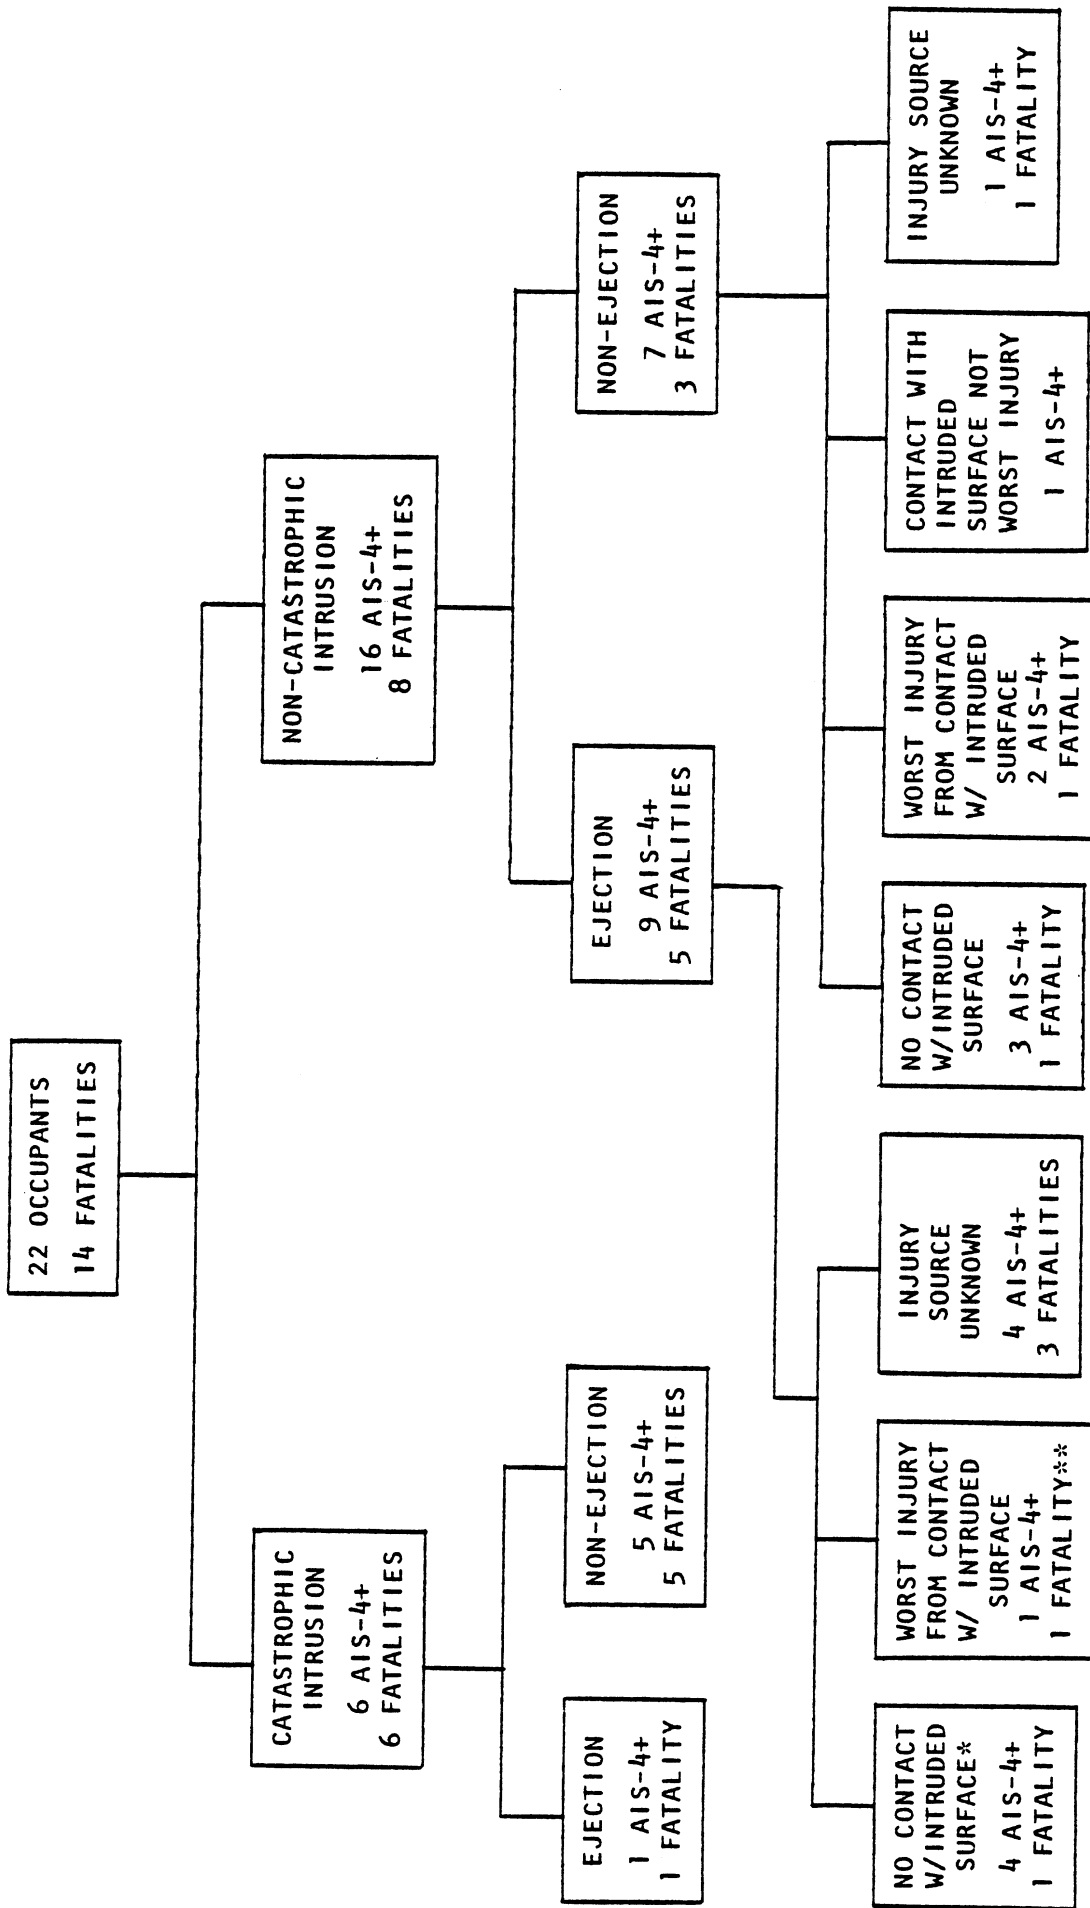 22 OCCUPANTS
14 FATALITIES
CATASTROPHIC
INTRUSION
6 AIS-4+
6 FATALITIES
NON-CATASTROPHIC
INTRUSION
16 AIS-4+
8 FATALITIES
EJECTION
1 AIS-4+
1 FATALITY
NON-EJECTION
5 AIS-4+
5 FATALITIES
EJECTION
9 AIS-4+
5 FATALITIES
NON-EJECTION
7 AIS-4+
3 FATALITIES
NO CONTACT
W/INTRUDED
SURFACE*
4 AIS-4+
1 FATALITY
WORST INJURY
FROM CONTACT
W/ INTRUDED
SURFACE
1 AIS-4+
1 FATALITY**
INJURY
SOURCE
UNKNOWN
4 AIS-4+
3 FATALITIES
NO CONTACT
W/INTRUDED
SURFACE
3 AIS-4+
1 FATALITY
WORST INJURY
FROM CONTACT
W/ INTRUDED
SURFACE
2 AIS-4+
1 FATALITY
CONTACT WITH
INTRUDED
SURFACE NOT
WORST INJURY
1 AIS-4+
INJURY SOURCE
UNKNOWN
1 AIS-4+
1 FATALITY